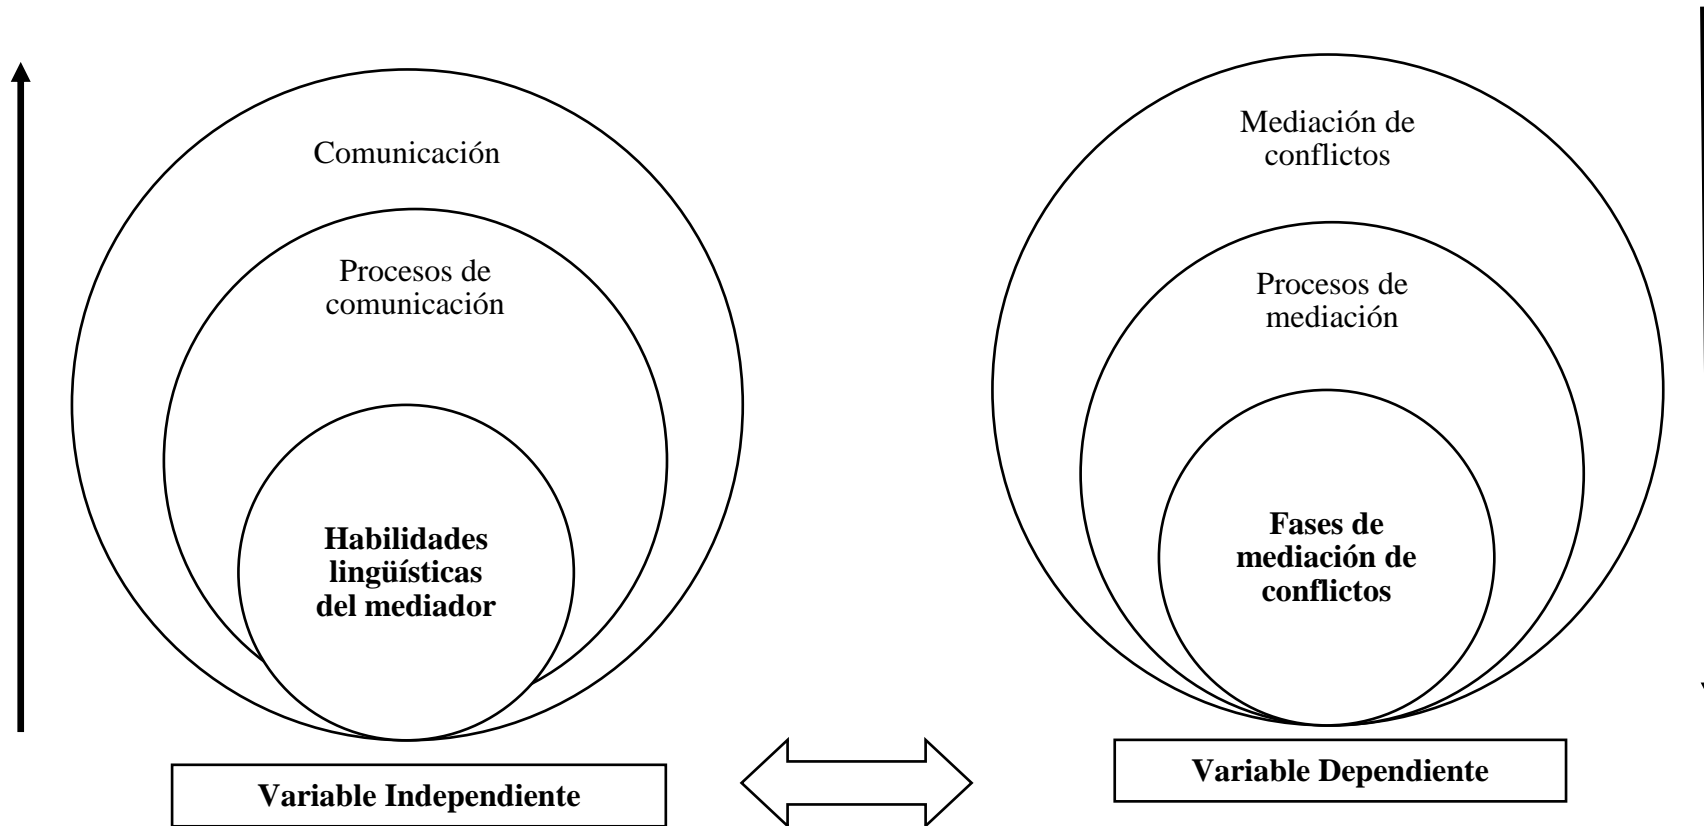 Comunicación
Procesos de
comunicación
Habilidades
lingüísticas
del mediador
Variable Independiente
Mediación de
conflictos
Procesos de
mediación
Fases de
mediación de
conflictos
Variable Dependiente